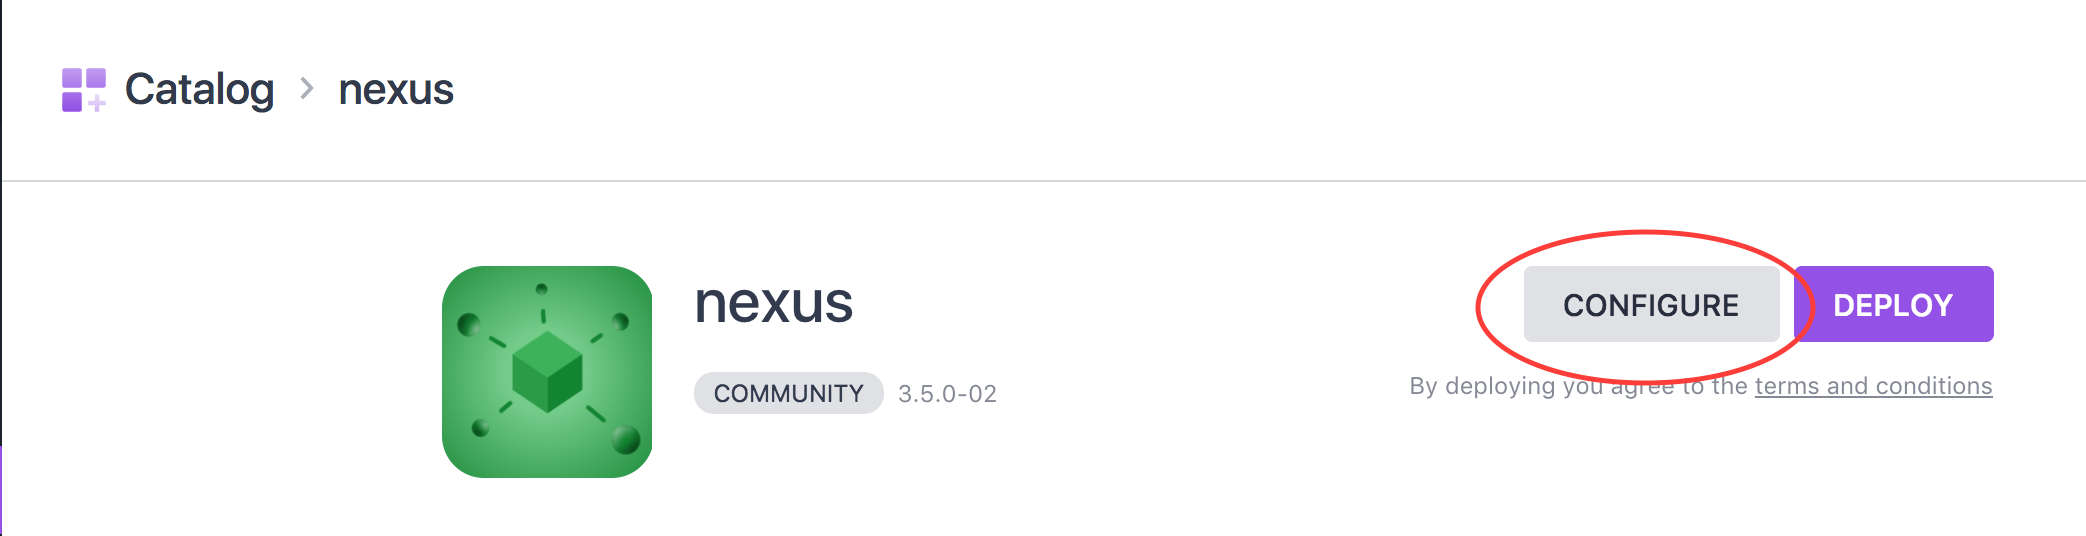 Catalog > nexus
nexus
CONFIGURE
DEPLOY
COMMUNITY 3.5.0-02
By deploying you agree to the terms and conditions